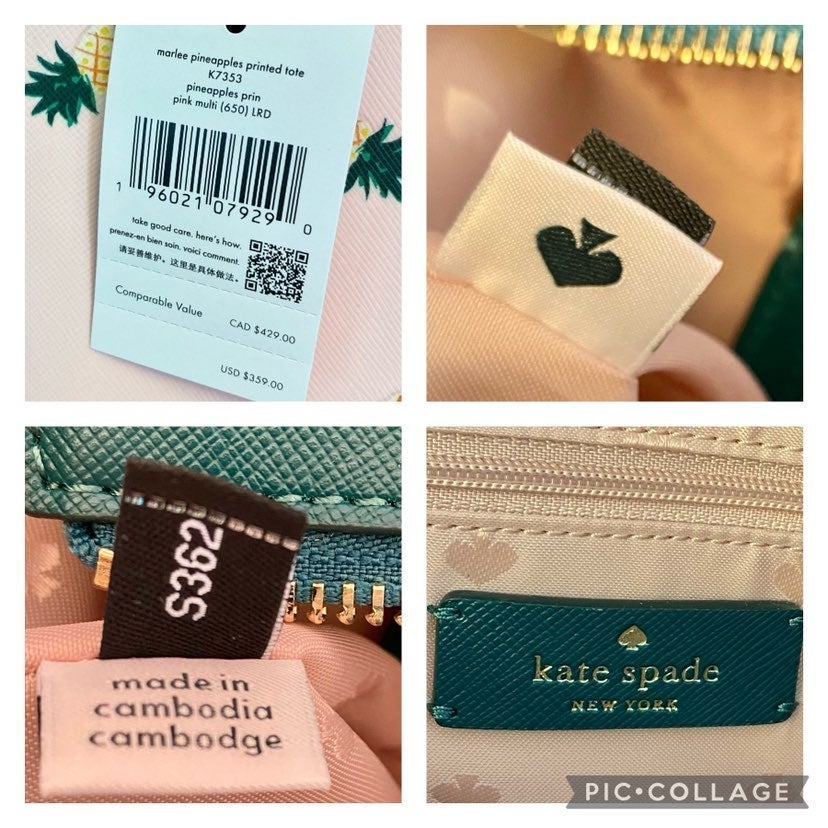 marlee pineapples printed tote
K7353
pineapples prin
pink multi (650) LRD
1 96021 07929 0
take good care. here's how.
prenez-en bien soin. voici comment.
请妥善维护。这里是具体做法。
Comparable Value
CAD $429.00
USD $359.00
S362
made in
cambodia
cambodge
kate spade
NEW YORK
PIC•COLLAGE